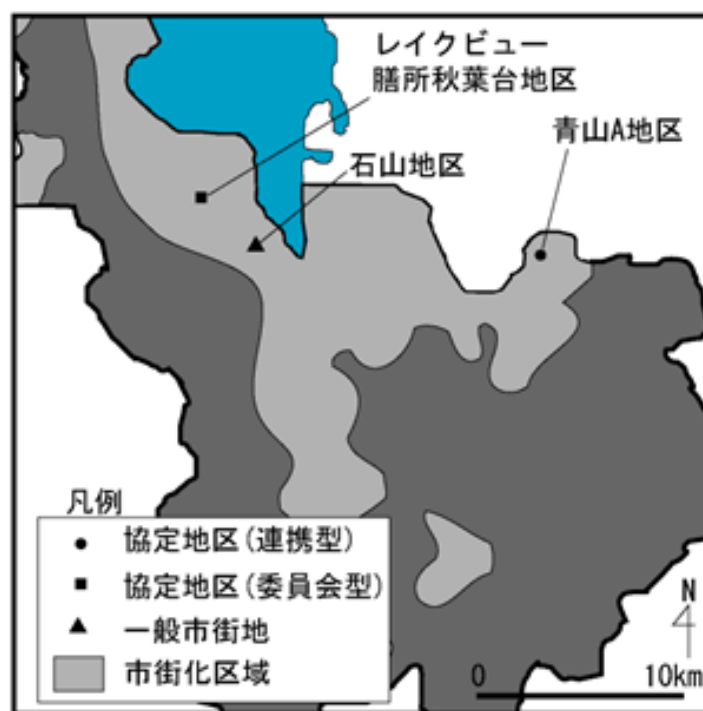 レイクビュー
膳所秋葉台地区
青山A地区
石山地区
凡例
協定地区(連携型)
協定地区(委員会型)
一般市街地
市街化区域
N
0 10km